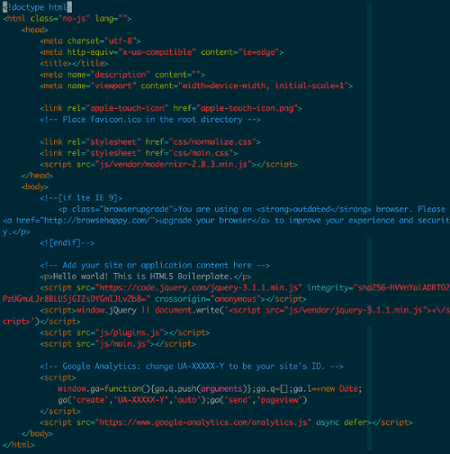 <!doctype html>
<html class="no-js" lang="">
<head>
<meta charset="utf-8">
<meta http-equiv="x-ua-compatible" content="ie=edge">
<title></title>
<meta name="description" content="">
<meta name="viewport" content="width=device-width, initial-scale=1">
<link rel="apple-touch-icon" href="apple-touch-icon.png">
<!-- Place favicon.ico in the root directory -->
<link rel="stylesheet" href="css/normalize.css">
<link rel="stylesheet" href="css/main.css">
<script src="js/vendor/modernizr-2.8.3.min.js"></script>
</head>
<body>
<!--[if lte IE 9]>
<p class="browserupgrade">You are using an <strong>outdated</strong> browser. Please
<a href="http://browsehappy.com/">upgrade your browser</a> to improve your experience and securit
y.</p>
<![endif]-->
<!-- Add your site or application content here -->
<p>Hello world! This is HTML5 Boilerplate.</p>
<script src="https://code.jquery.com/jquery-3.1.1.min.js" integrity=
crossorigin="anonymous"></script>
<script>window.jQuery || document.write('<script src="js/vendor/jquery-3.1.1.min.js"><\/s
cript>')</script>
<script src="js/plugins.js"></script>
<script src="js/main.js"></script>
<!-- Google Analytics: change UA-XXXXX-Y to be your site's ID. -->
<script>
window.ga=function(){ga.q.push(arguments)};ga.q=[];ga.l=+new Date;
ga('create','UA-XXXXX-Y','auto');ga('send','pageview')
</script>
<script src="https://www.google-analytics.com/analytics.js" async defer></script>
</body>
</html>